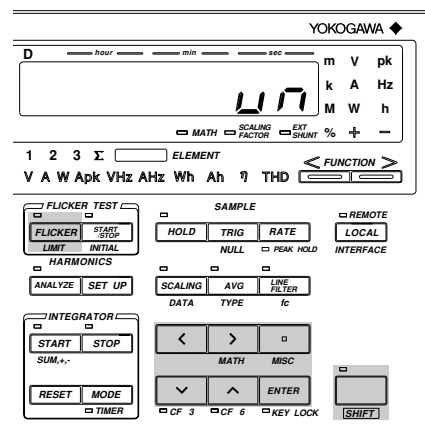 YOKOGAWA ◆
D hour min sec
m V pk
k A Hz
un
M W h
MATH SCALING FACTOR EXT SHUNT % + −
1 2 3 Σ ELEMENT
< FUNCTION >
V A W Apk VHz AHz Wh Ah η THD
FLICKER TEST SAMPLE
REMOTE
FLICKER START/STOP HOLD TRIG RATE LOCAL
LIMIT INITIAL NULL PEAK HOLD INTERFACE
HARMONICS
ANALYZE SET UP SCALING AVG LINE FILTER
DATA TYPE fc
INTEGRATOR
START STOP < >
SUM,+,- MATH MISC
RESET MODE ENTER
TIMER CF 3 CF 6 KEY LOCK SHIFT